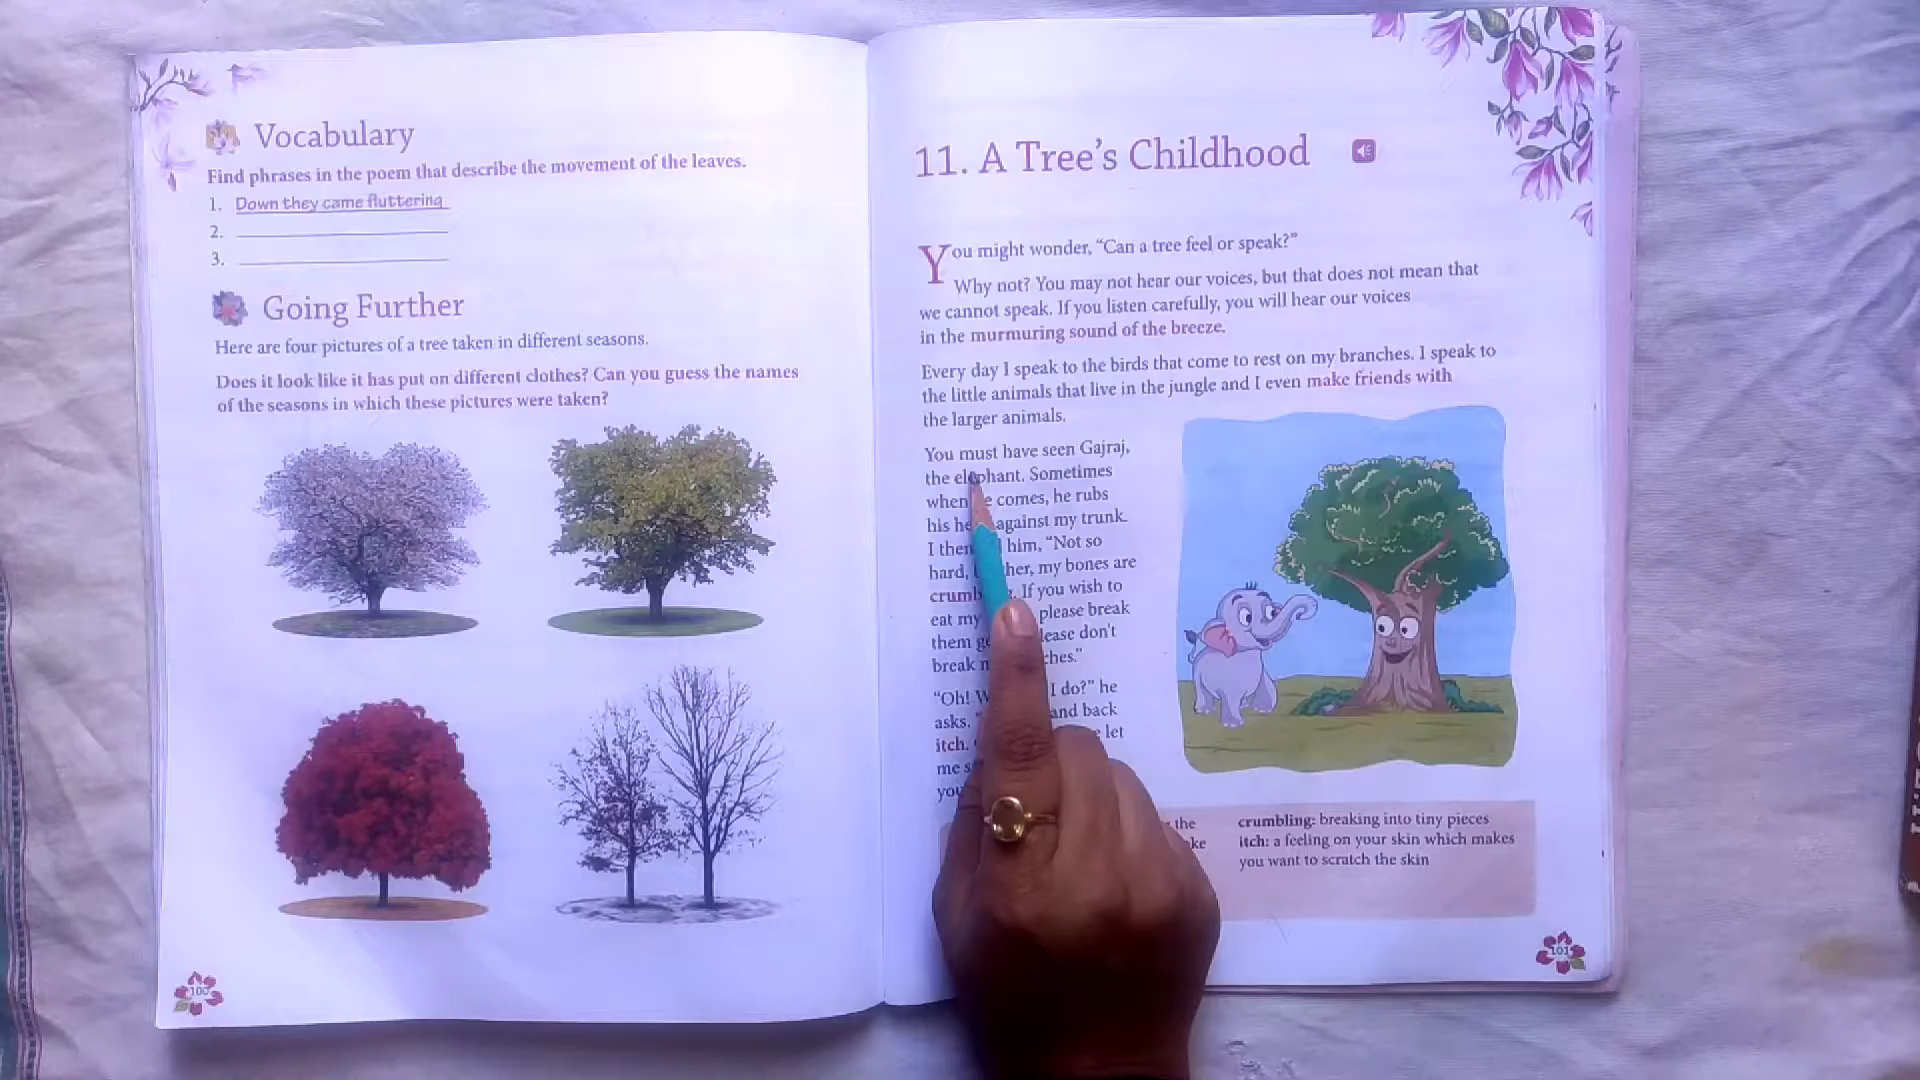 Vocabulary
Find phrases in the poem that describe the movement of the leaves.
1. Down they came fluttering
2.
3.
Going Further
Here are four pictures of a tree taken in different seasons.
Does it look like it has put on different clothes? Can you guess the names
of the seasons in which these pictures were taken?
100
11. A Tree's Childhood
You might wonder, “Can a tree feel or speak?”
Why not? You may not hear our voices, but that does not mean that
we cannot speak. If you listen carefully, you will hear our voices
in the murmuring sound of the breeze.
Every day I speak to the birds that come to rest on my branches. I speak to
the little animals that live in the jungle and I even make friends with
the larger animals.
You must have seen Gajraj,
the elephant. Sometimes
when comes, he rubs
his against my trunk.
I him, “Not so
hard, my bones are
If you wish to
eat my please break
them don't
break
“Oh! I do?” he
asks. and back
itch. let
me
the
crumbling: breaking into tiny pieces
itch: a feeling on your skin which makes
you want to scratch the skin
101